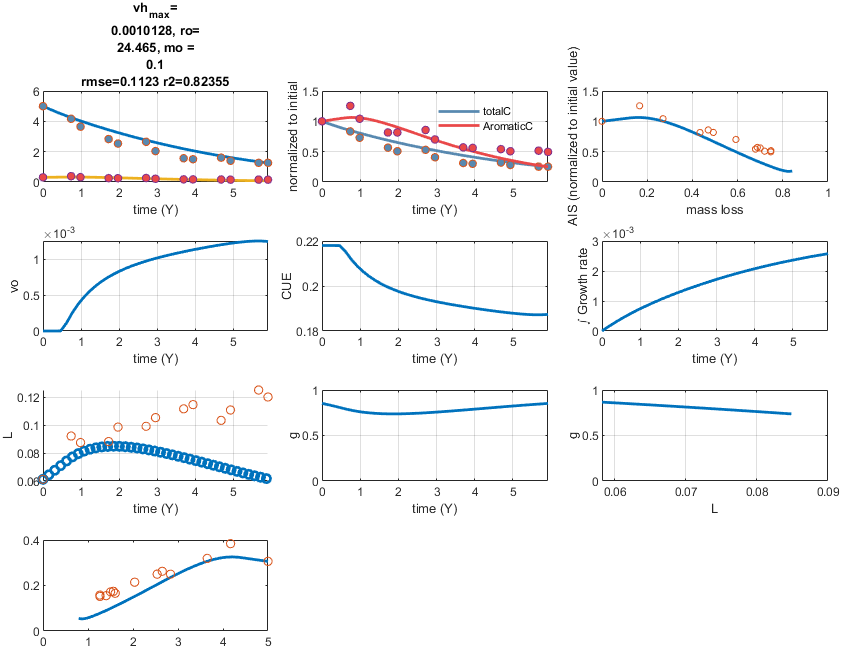 vh_max=
0.0010128, ro=
24.465, mo =
0.1
rmse=0.1123 r2=0.82355
6
4
2
0
0 1 2 3 4 5
time (Y)
normalized to initial
1.5
1
0.5
0
totalC
AromaticC
0 1 2 3 4 5
time (Y)
AIS (normalized to initial value)
1.5
1
0.5
0
0 0.2 0.4 0.6 0.8 1
mass loss
×10⁻³
vo
1
0.5
0
0 1 2 3 4 5
time (Y)
CUE
0.22
0.2
0.18
0 1 2 3 4 5
time (Y)
×10⁻³
∫ Growth rate
3
2
1
0
0 1 2 3 4 5
time (Y)
L
0.12
0.1
0.08
0.06
0 1 2 3 4 5
time (Y)
g
1
0.5
0
0 1 2 3 4 5
time (Y)
g
1
0.5
0
0.06 0.07 0.08 0.09
L
0.4
0.2
0
0 1 2 3 4 5